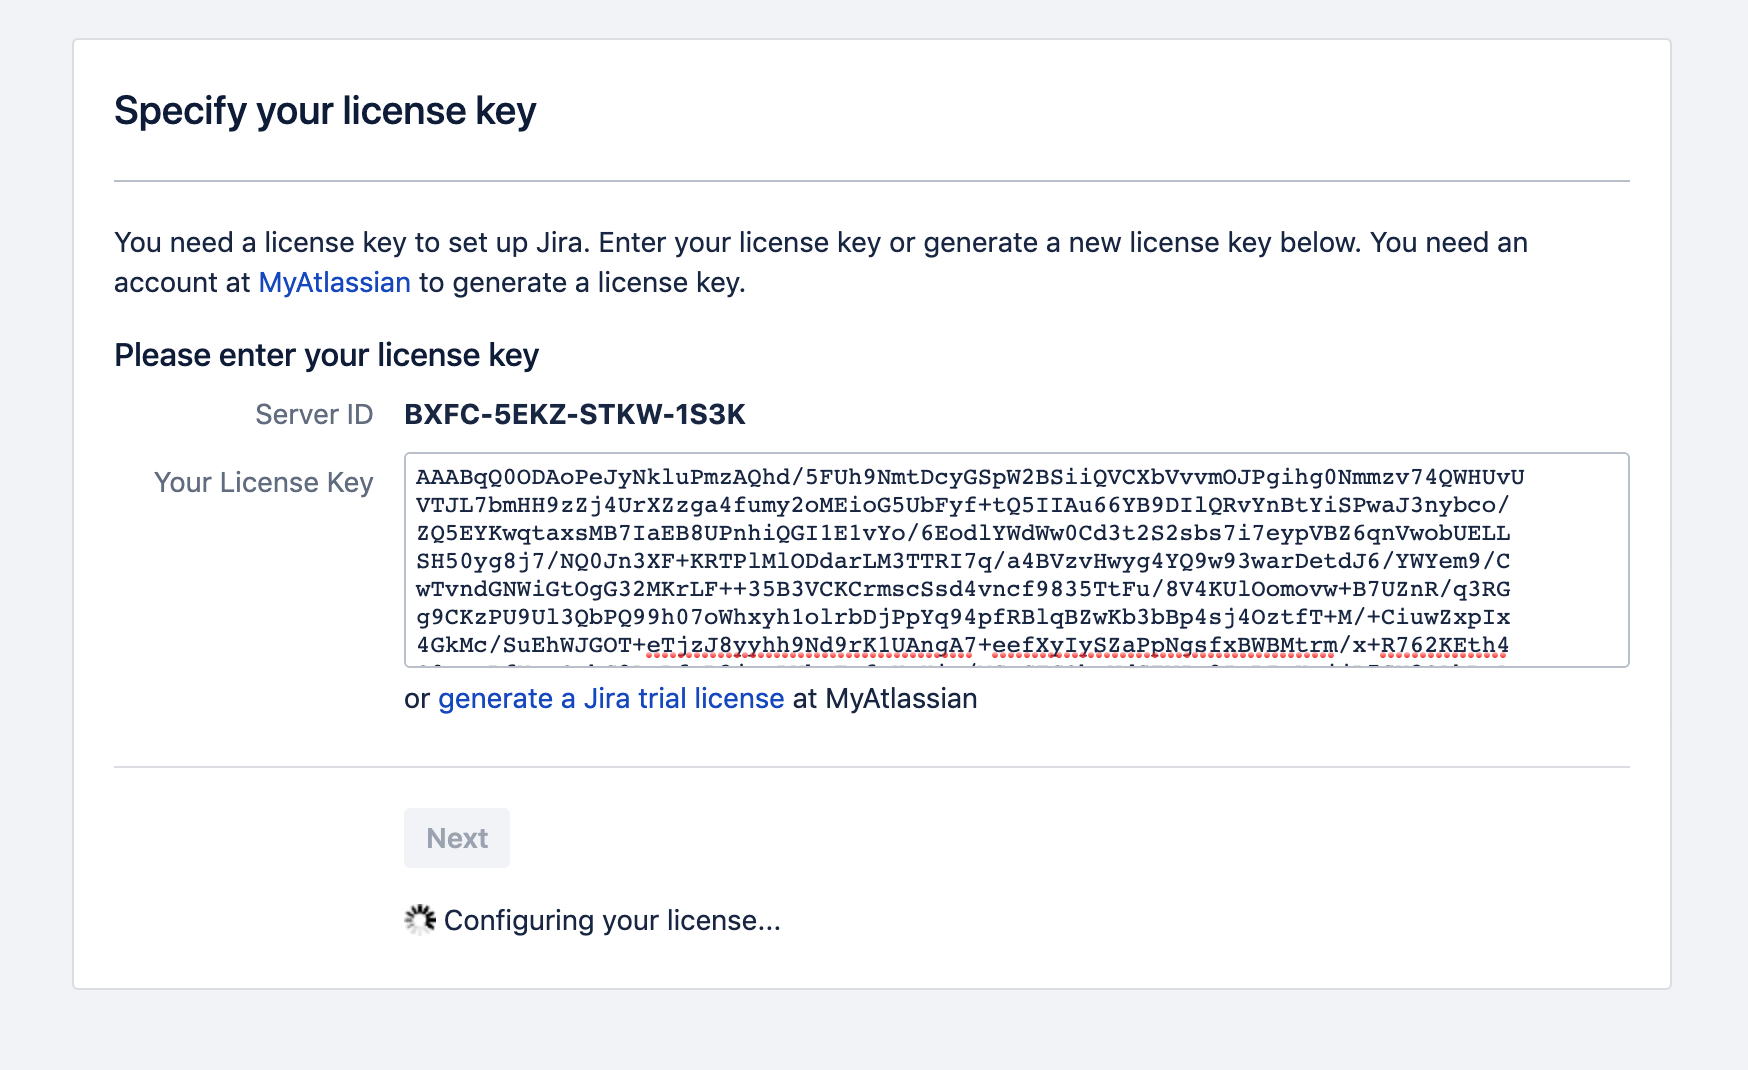 Specify your license key
You need a license key to set up Jira. Enter your license key or generate a new license key below. You need an
account at MyAtlassian to generate a license key.
Please enter your license key
Server ID BXFC-5EKZ-STKW-1S3K
Your License Key
AAABqQ0ODAoPeJyNkluPmzAQhd/5FUh9NmtDcyGSpW2BSiiQVCXbVvvmOJPgihg0Nmmzv74QWHUvU
VTJL7bmHH9zZj4UrXZzga4fumy2oMEioG5UbFyf+tQ5IIAu66YB9DIlQRvYnBtYiSPwaJ3nybco/
ZQ5EYKwqtaxsMB7IaEB8UPnhiQGI1E1vYo/6EodlYWdWw0Cd3t2S2sbs7i7eypVBZ6qnVwobUELL
SH50yg8j7/NQ0Jn3XF+KRTPlMlODdarLM3TTRI7q/a4BVzvHwyg4YQ9w93warDetdJ6/YWYem9/C
wTvndGNWiGtOgG32MKrLF++35B3VCKCrmscSsd4vncf9835TtFu/8V4KUlOomovw+B7UZnR/q3RG
g9CKzPU9Ul3QbPQ99h07oWhxyh1olrbDjPpYq94pfRBlqBZwKb3bBp4sj4OztfT+M/+CiuwZxpIx
4GkMc/SuEhWJGOT+eTjzJ8yyhh9Nd9rK1UAngA7+eefXyIySZaPpNgsfxBWBMtrm/x+R762KEth4
or generate a Jira trial license at MyAtlassian
Next
Configuring your license...